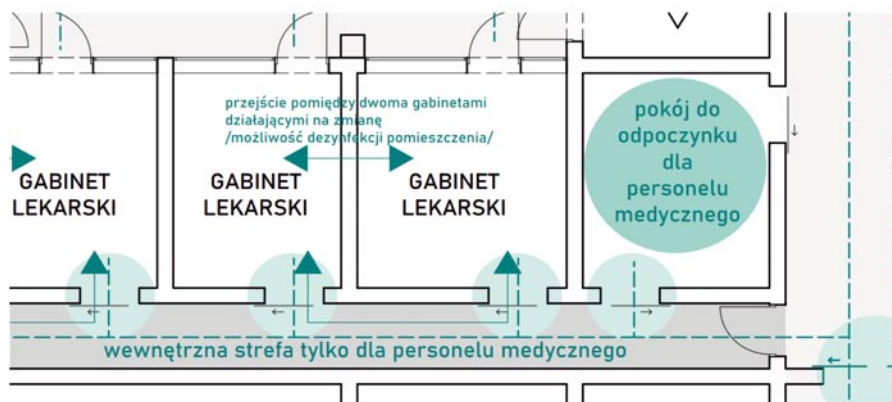 przejście pomiędzy dwoma gabinetami
działającymi na zmianę
/możliwość dezynfekcji pomieszczenia/
GABINET
LEKARSKI
GABINET
LEKARSKI
GABINET
LEKARSKI
pokój do
odpoczynku
dla
personelu
medycznego
wewnętrzna strefa tylko dla personelu medycznego